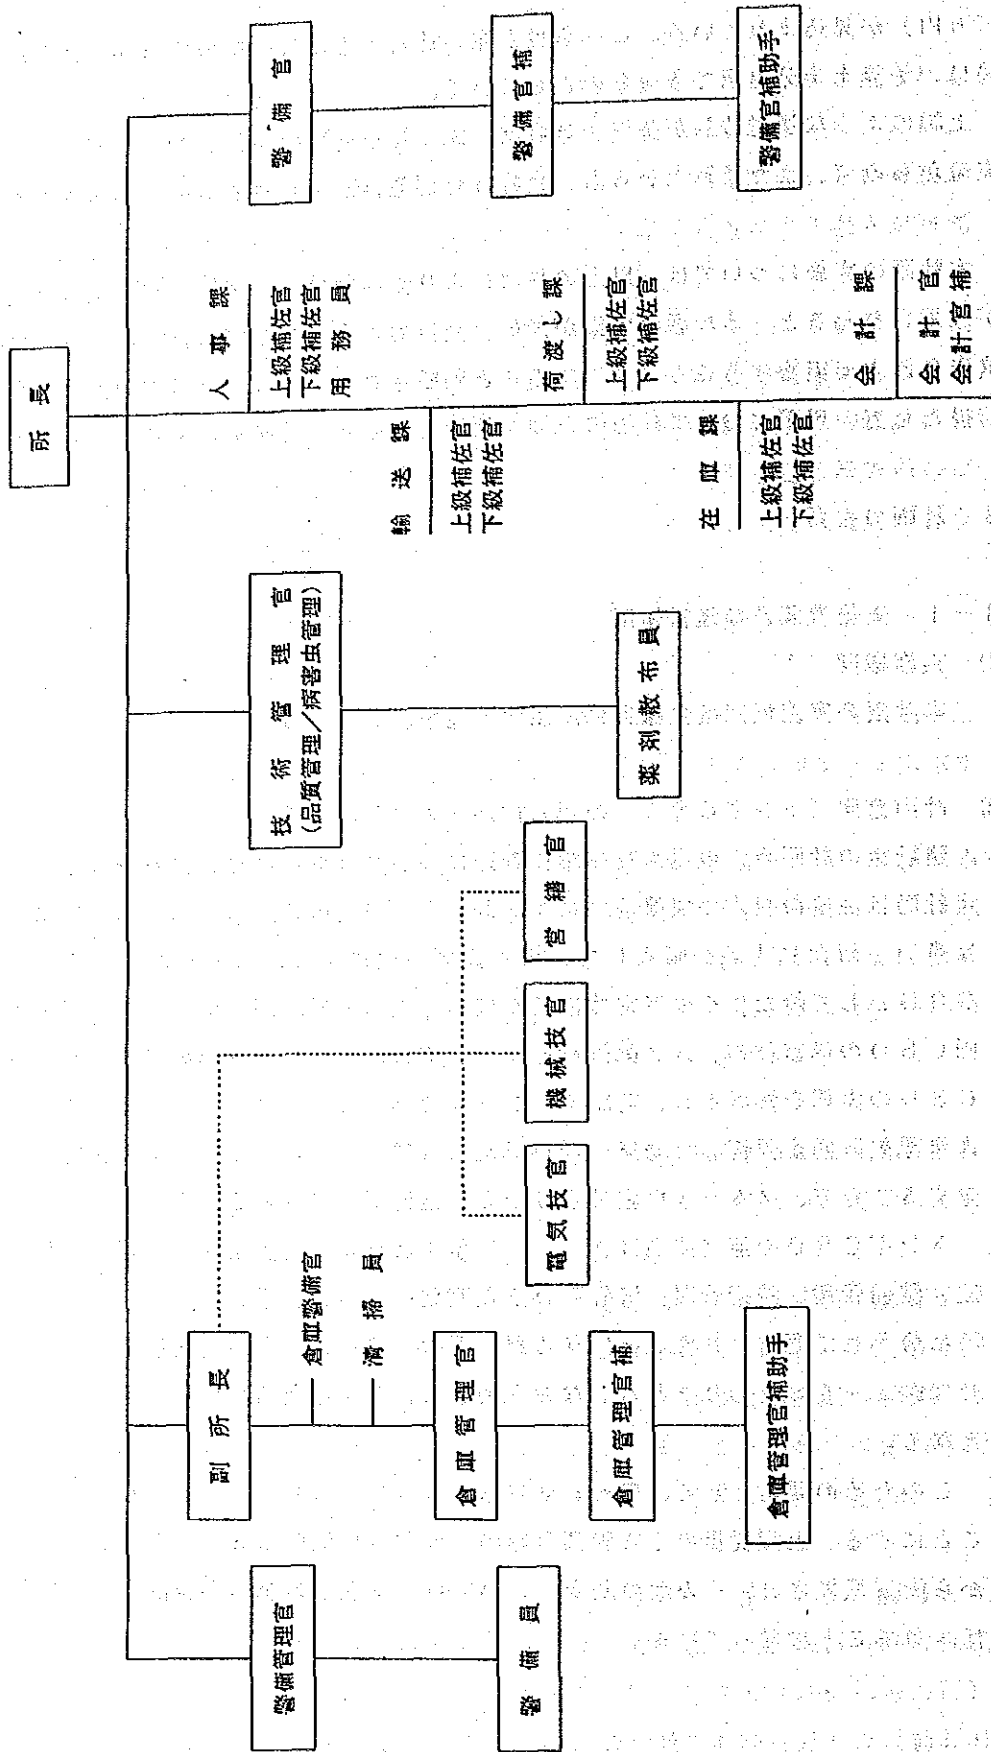 所長
警備管理官
警備員
副所長
倉庫警備官
清掃員
倉庫管理官
倉庫管理官補
倉庫管理官補助手
電気技官
機械技官
営繕官
技術管理官
(品質管理/病害虫管理)
薬剤散布員
輸送課
上級補佐官
下級補佐官
在庫課
上級補佐官
下級補佐官
人事課
上級補佐官
下級補佐官
用務員
荷渡し課
上級補佐官
下級補佐官
会計課
会計官
会計官補
警備官
警備官補
警備官補助手